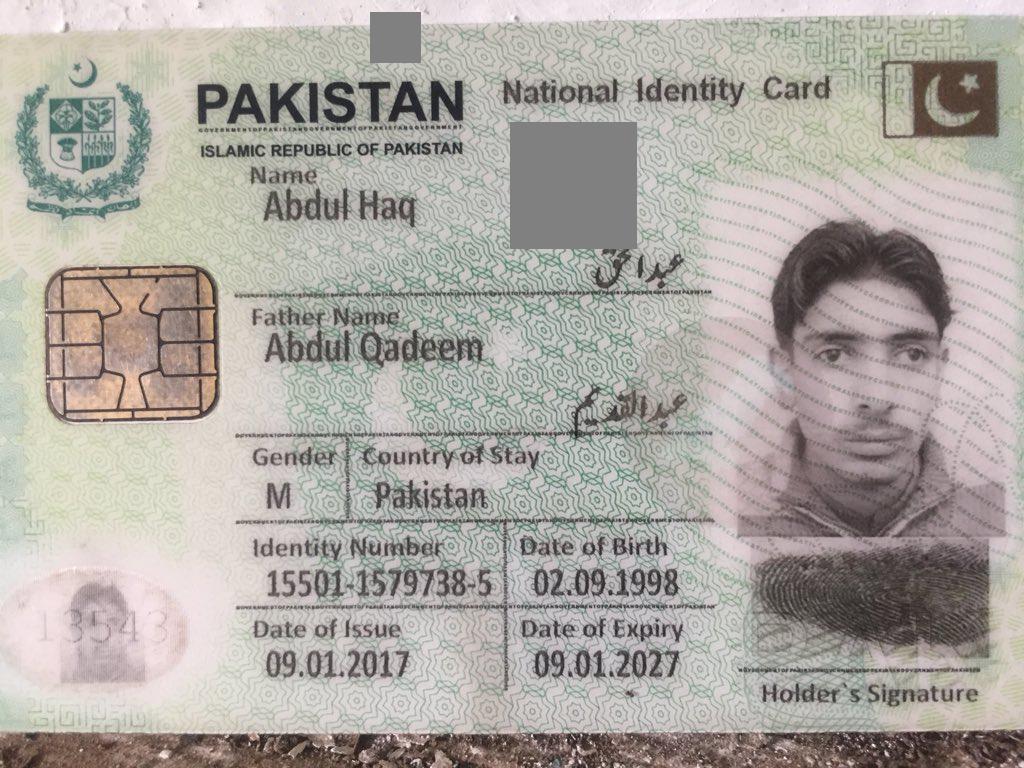 PAKISTAN
National Identity Card
ISLAMIC REPUBLIC OF PAKISTAN
Name
Abdul Haq
عبدالحق
Father Name
Abdul Qadeem
عبدالقدیم
Gender
Country of Stay
M
Pakistan
Identity Number
Date of Birth
15501-1579738-5
02.09.1998
Date of Issue
Date of Expiry
09.01.2017
09.01.2027
13543
Holder`s Signature